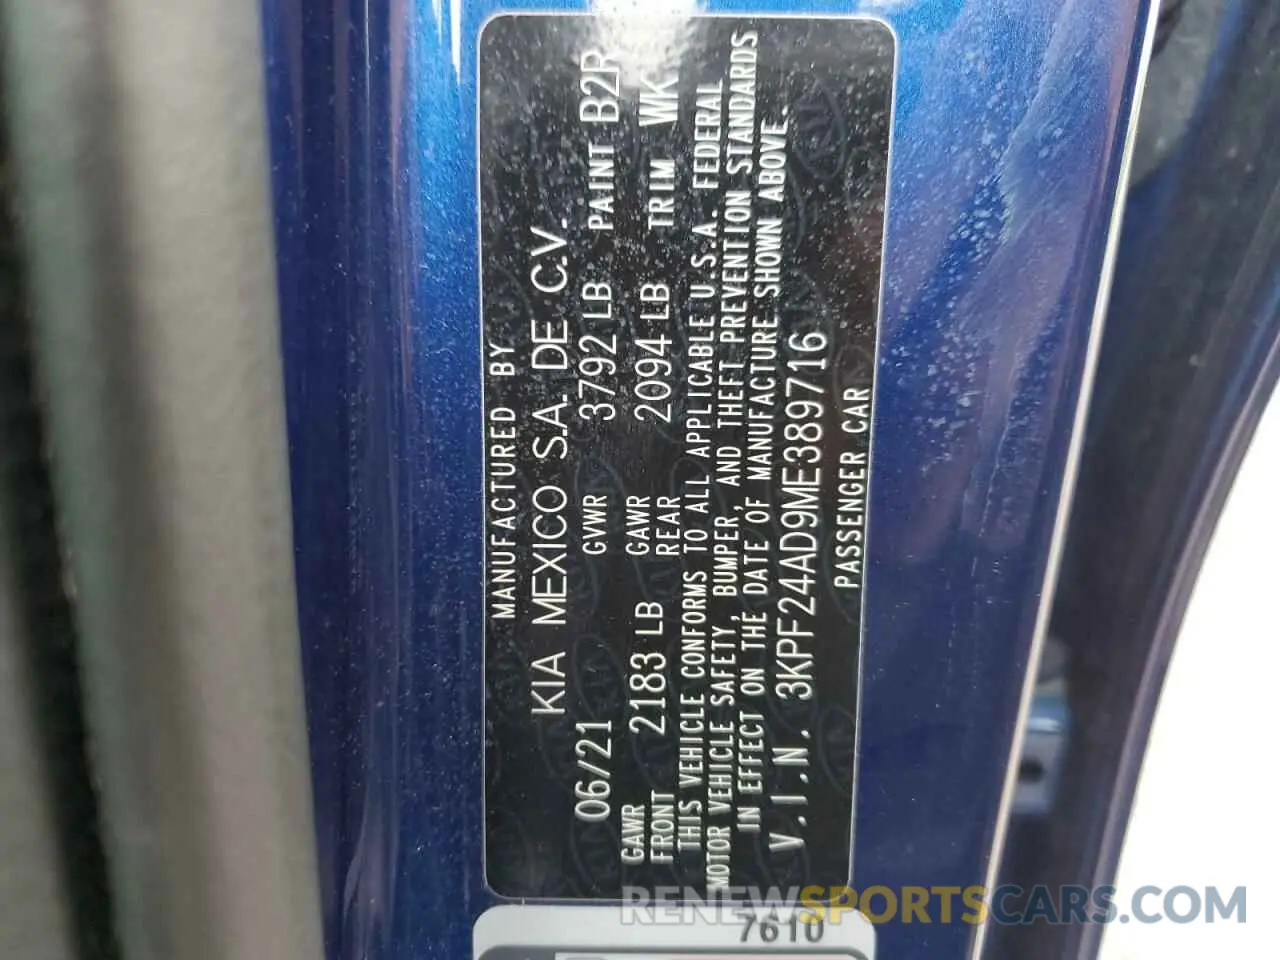 MANUFACTURED BY
KIA MEXICO S.A. DE C.V.
06/21 GVWR 3792 LB PAINT B2R
GAWR FRONT 2183 LB GAWR REAR 2094 LB TRIM WK
THIS VEHICLE CONFORMS TO ALL APPLICABLE U.S.A. FEDERAL
MOTOR VEHICLE SAFETY, BUMPER, AND THEFT PREVENTION STANDARDS
IN EFFECT ON THE DATE OF MANUFACTURE SHOWN ABOVE.
V.I.N. 3KPF24AD9ME389716
PASSENGER CAR
7610
RENEWSPORTSCARS.COM